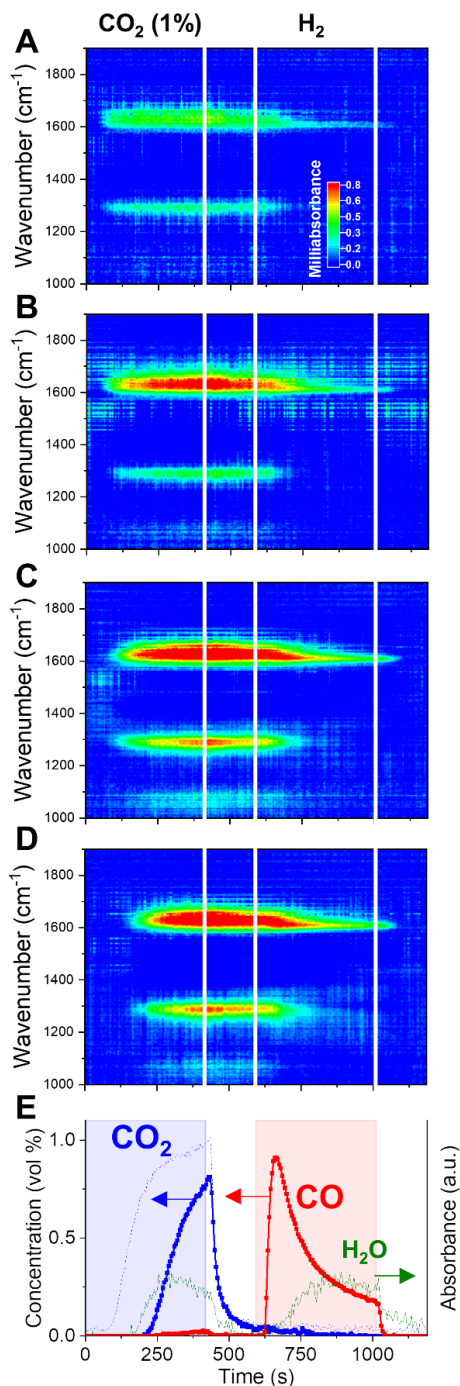 CO₂ (1%) H₂
A
Wavenumber (cm⁻¹)
1800
1600
1400
1200
1000
Milliabsorbance
0.8
0.6
0.5
0.3
0.2
0.0
B
Wavenumber (cm⁻¹)
1800
1600
1400
1200
1000
C
Wavenumber (cm⁻¹)
1800
1600
1400
1200
1000
D
Wavenumber (cm⁻¹)
1800
1600
1400
1200
1000
E
Concentration (vol %)
1.0
0.5
0.0
CO₂
CO
H₂O
Absorbance (a.u.)
0 250 500 750 1000
Time (s)